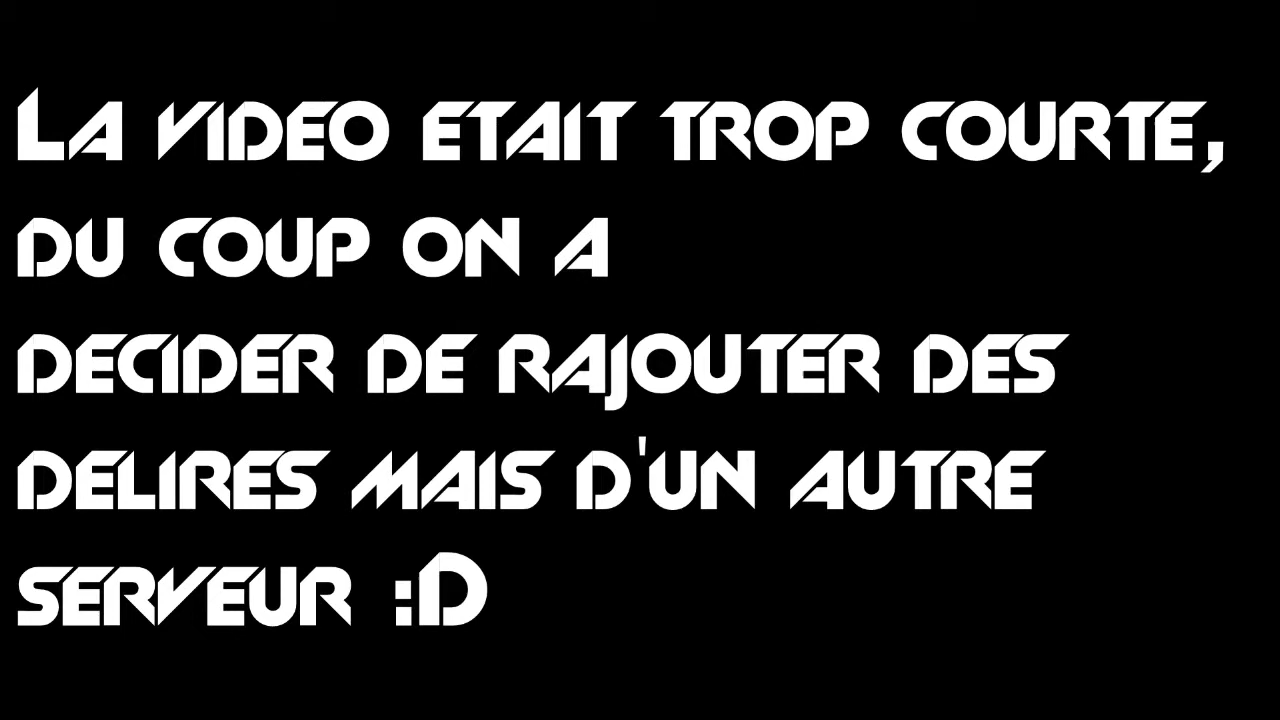 La video etait trop courte,
du coup on a
decider de rajouter des
delires mais d'un autre
serveur :D